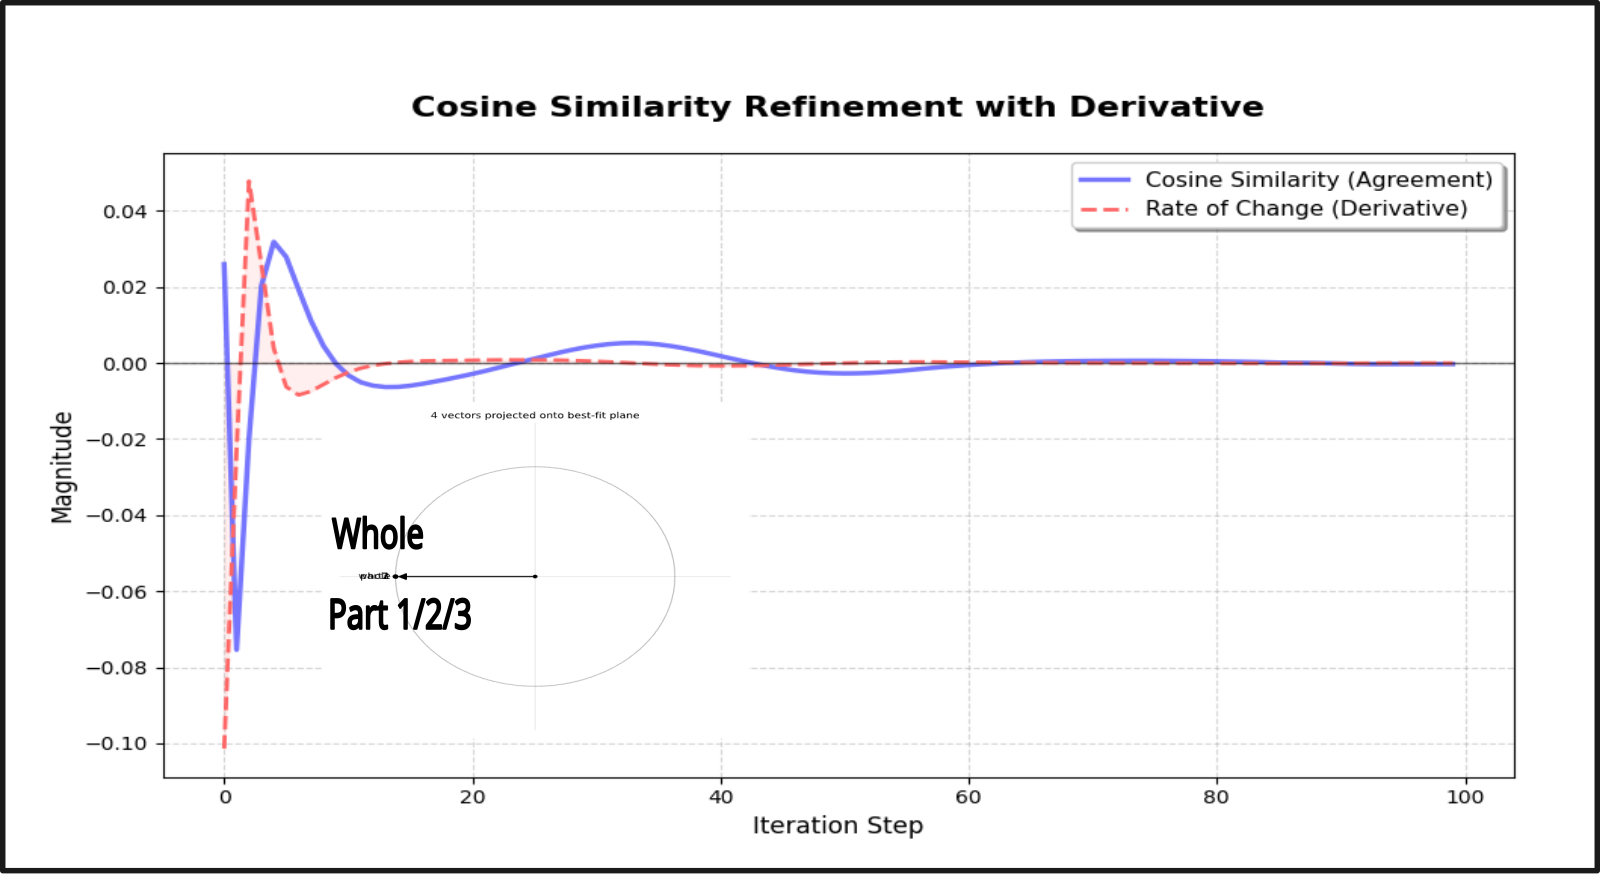 Cosine Similarity Refinement with Derivative
Cosine Similarity (Agreement)
Rate of Change (Derivative)
0.04
0.02
0.00
−0.02
−0.04
−0.06
−0.08
−0.10
Magnitude
4 vectors projected onto best-fit plane
Whole
Part 1/2/3
0
20
40
60
80
100
Iteration Step